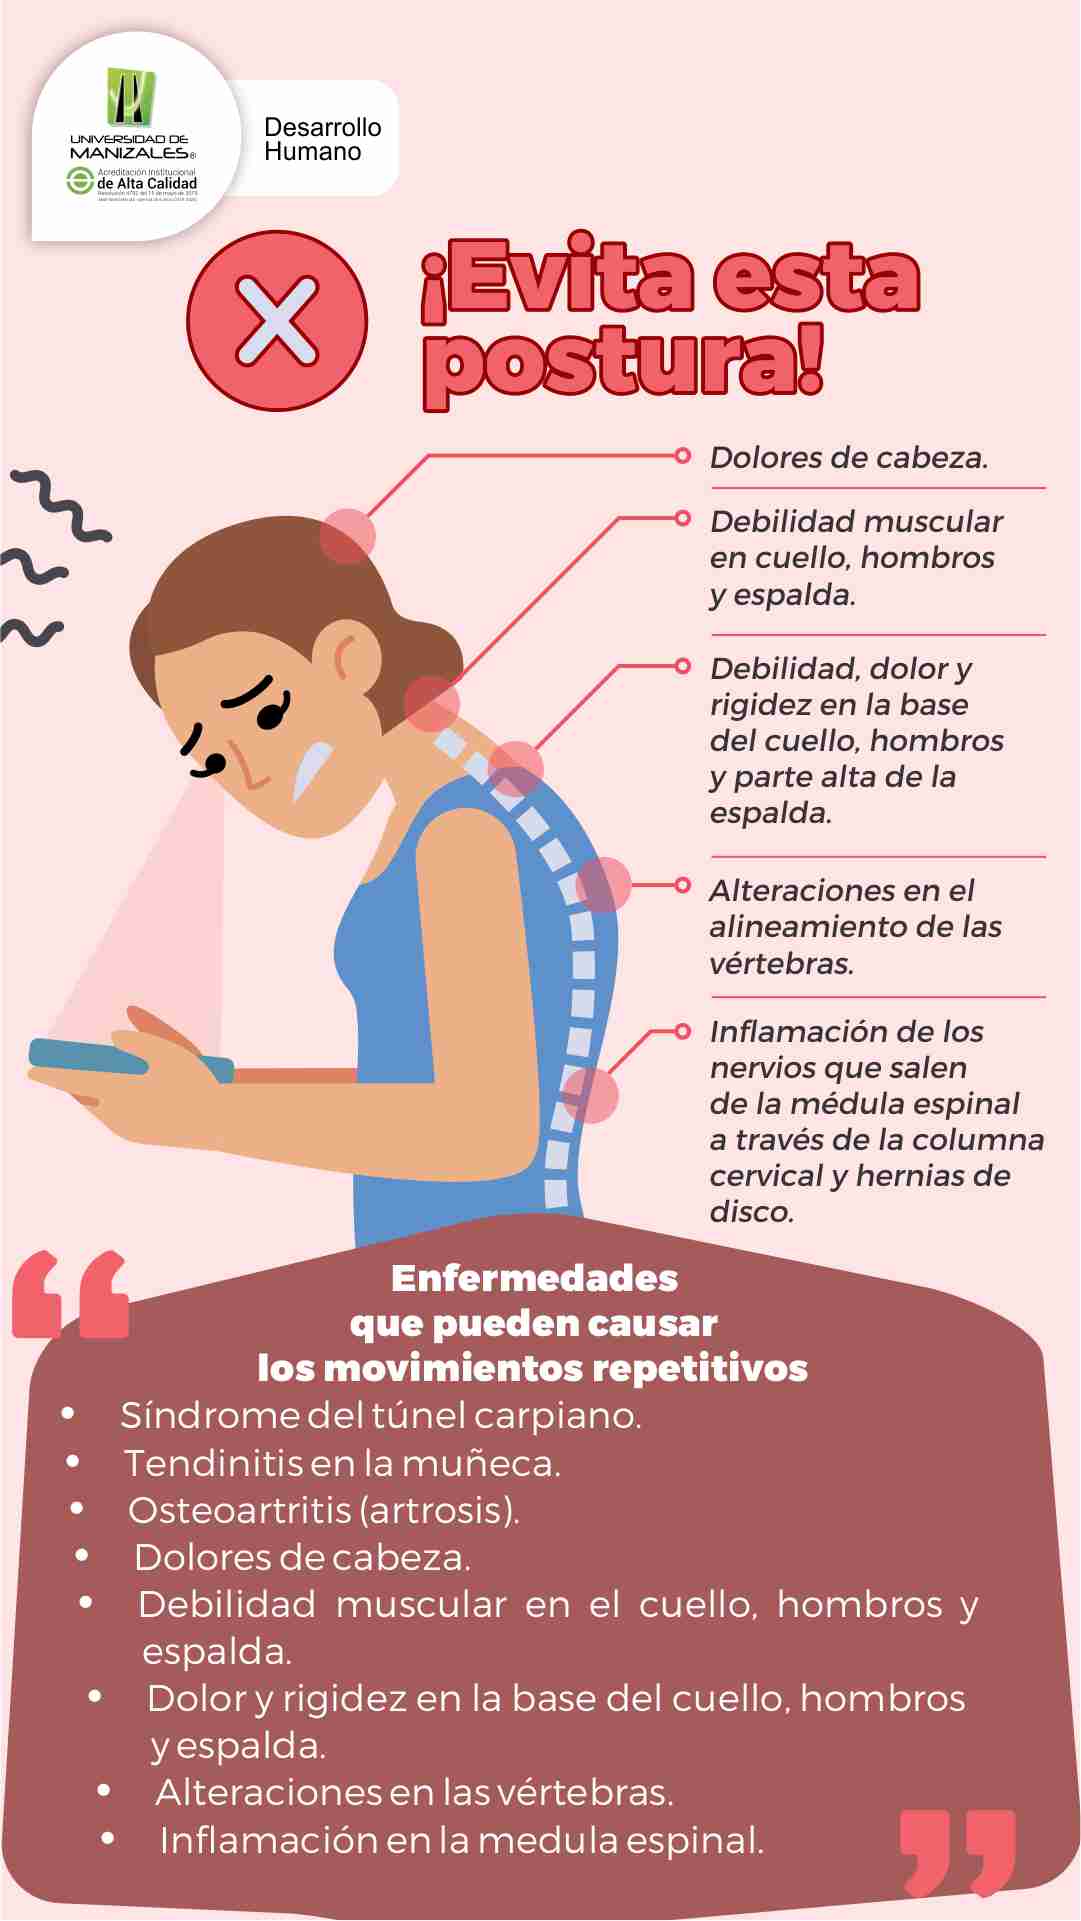 UNIVERSIDAD DE
MANIZALES®
Acreditación Institucional
de Alta Calidad
Desarrollo
Humano
¡Evita esta
postura!
Dolores de cabeza.
Debilidad muscular
en cuello, hombros
y espalda.
Debilidad, dolor y
rigidez en la base
del cuello, hombros
y parte alta de la
espalda.
Alteraciones en el
alineamiento de las
vértebras.
Inflamación de los
nervios que salen
de la médula espinal
a través de la columna
cervical y hernias de
disco.
Enfermedades
que pueden causar
los movimientos repetitivos
• Síndrome del túnel carpiano.
• Tendinitis en la muñeca.
• Osteoartritis (artrosis).
• Dolores de cabeza.
• Debilidad muscular en el cuello, hombros y
espalda.
• Dolor y rigidez en la base del cuello, hombros
y espalda.
• Alteraciones en las vértebras.
• Inflamación en la medula espinal.